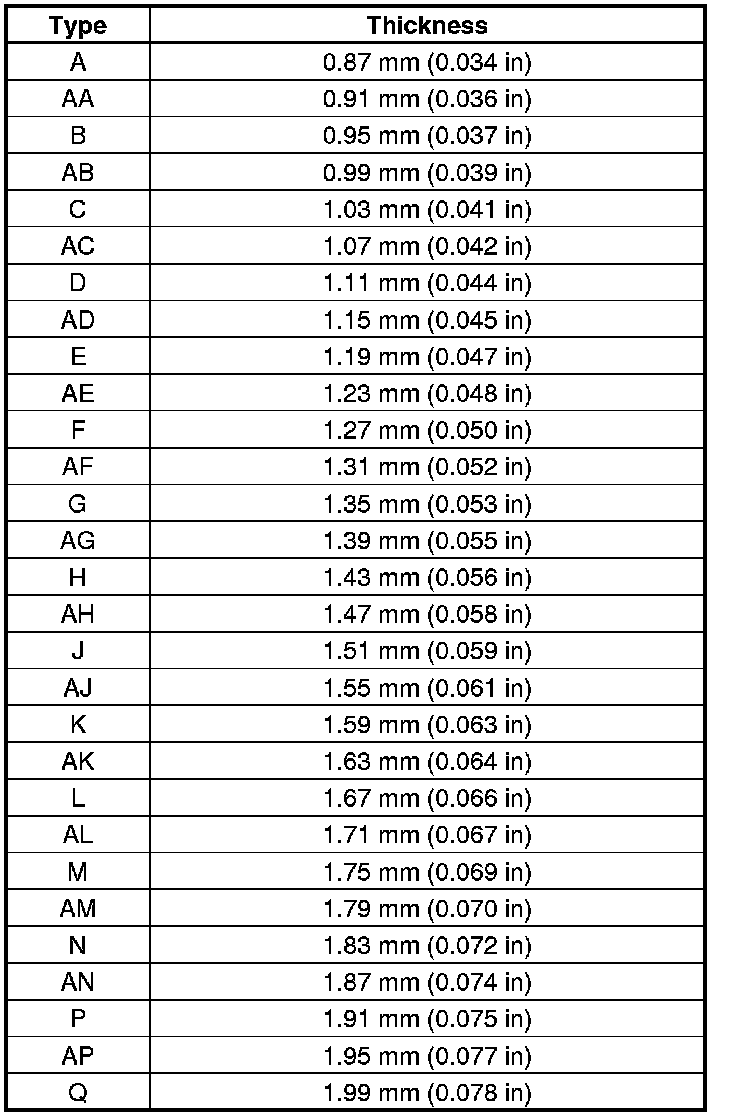 Type Thickness
A 0.87 mm (0.034 in)
AA 0.91 mm (0.036 in)
B 0.95 mm (0.037 in)
AB 0.99 mm (0.039 in)
C 1.03 mm (0.041 in)
AC 1.07 mm (0.042 in)
D 1.11 mm (0.044 in)
AD 1.15 mm (0.045 in)
E 1.19 mm (0.047 in)
AE 1.23 mm (0.048 in)
F 1.27 mm (0.050 in)
AF 1.31 mm (0.052 in)
G 1.35 mm (0.053 in)
AG 1.39 mm (0.055 in)
H 1.43 mm (0.056 in)
AH 1.47 mm (0.058 in)
J 1.51 mm (0.059 in)
AJ 1.55 mm (0.061 in)
K 1.59 mm (0.063 in)
AK 1.63 mm (0.064 in)
L 1.67 mm (0.066 in)
AL 1.71 mm (0.067 in)
M 1.75 mm (0.069 in)
AM 1.79 mm (0.070 in)
N 1.83 mm (0.072 in)
AN 1.87 mm (0.074 in)
P 1.91 mm (0.075 in)
AP 1.95 mm (0.077 in)
Q 1.99 mm (0.078 in)